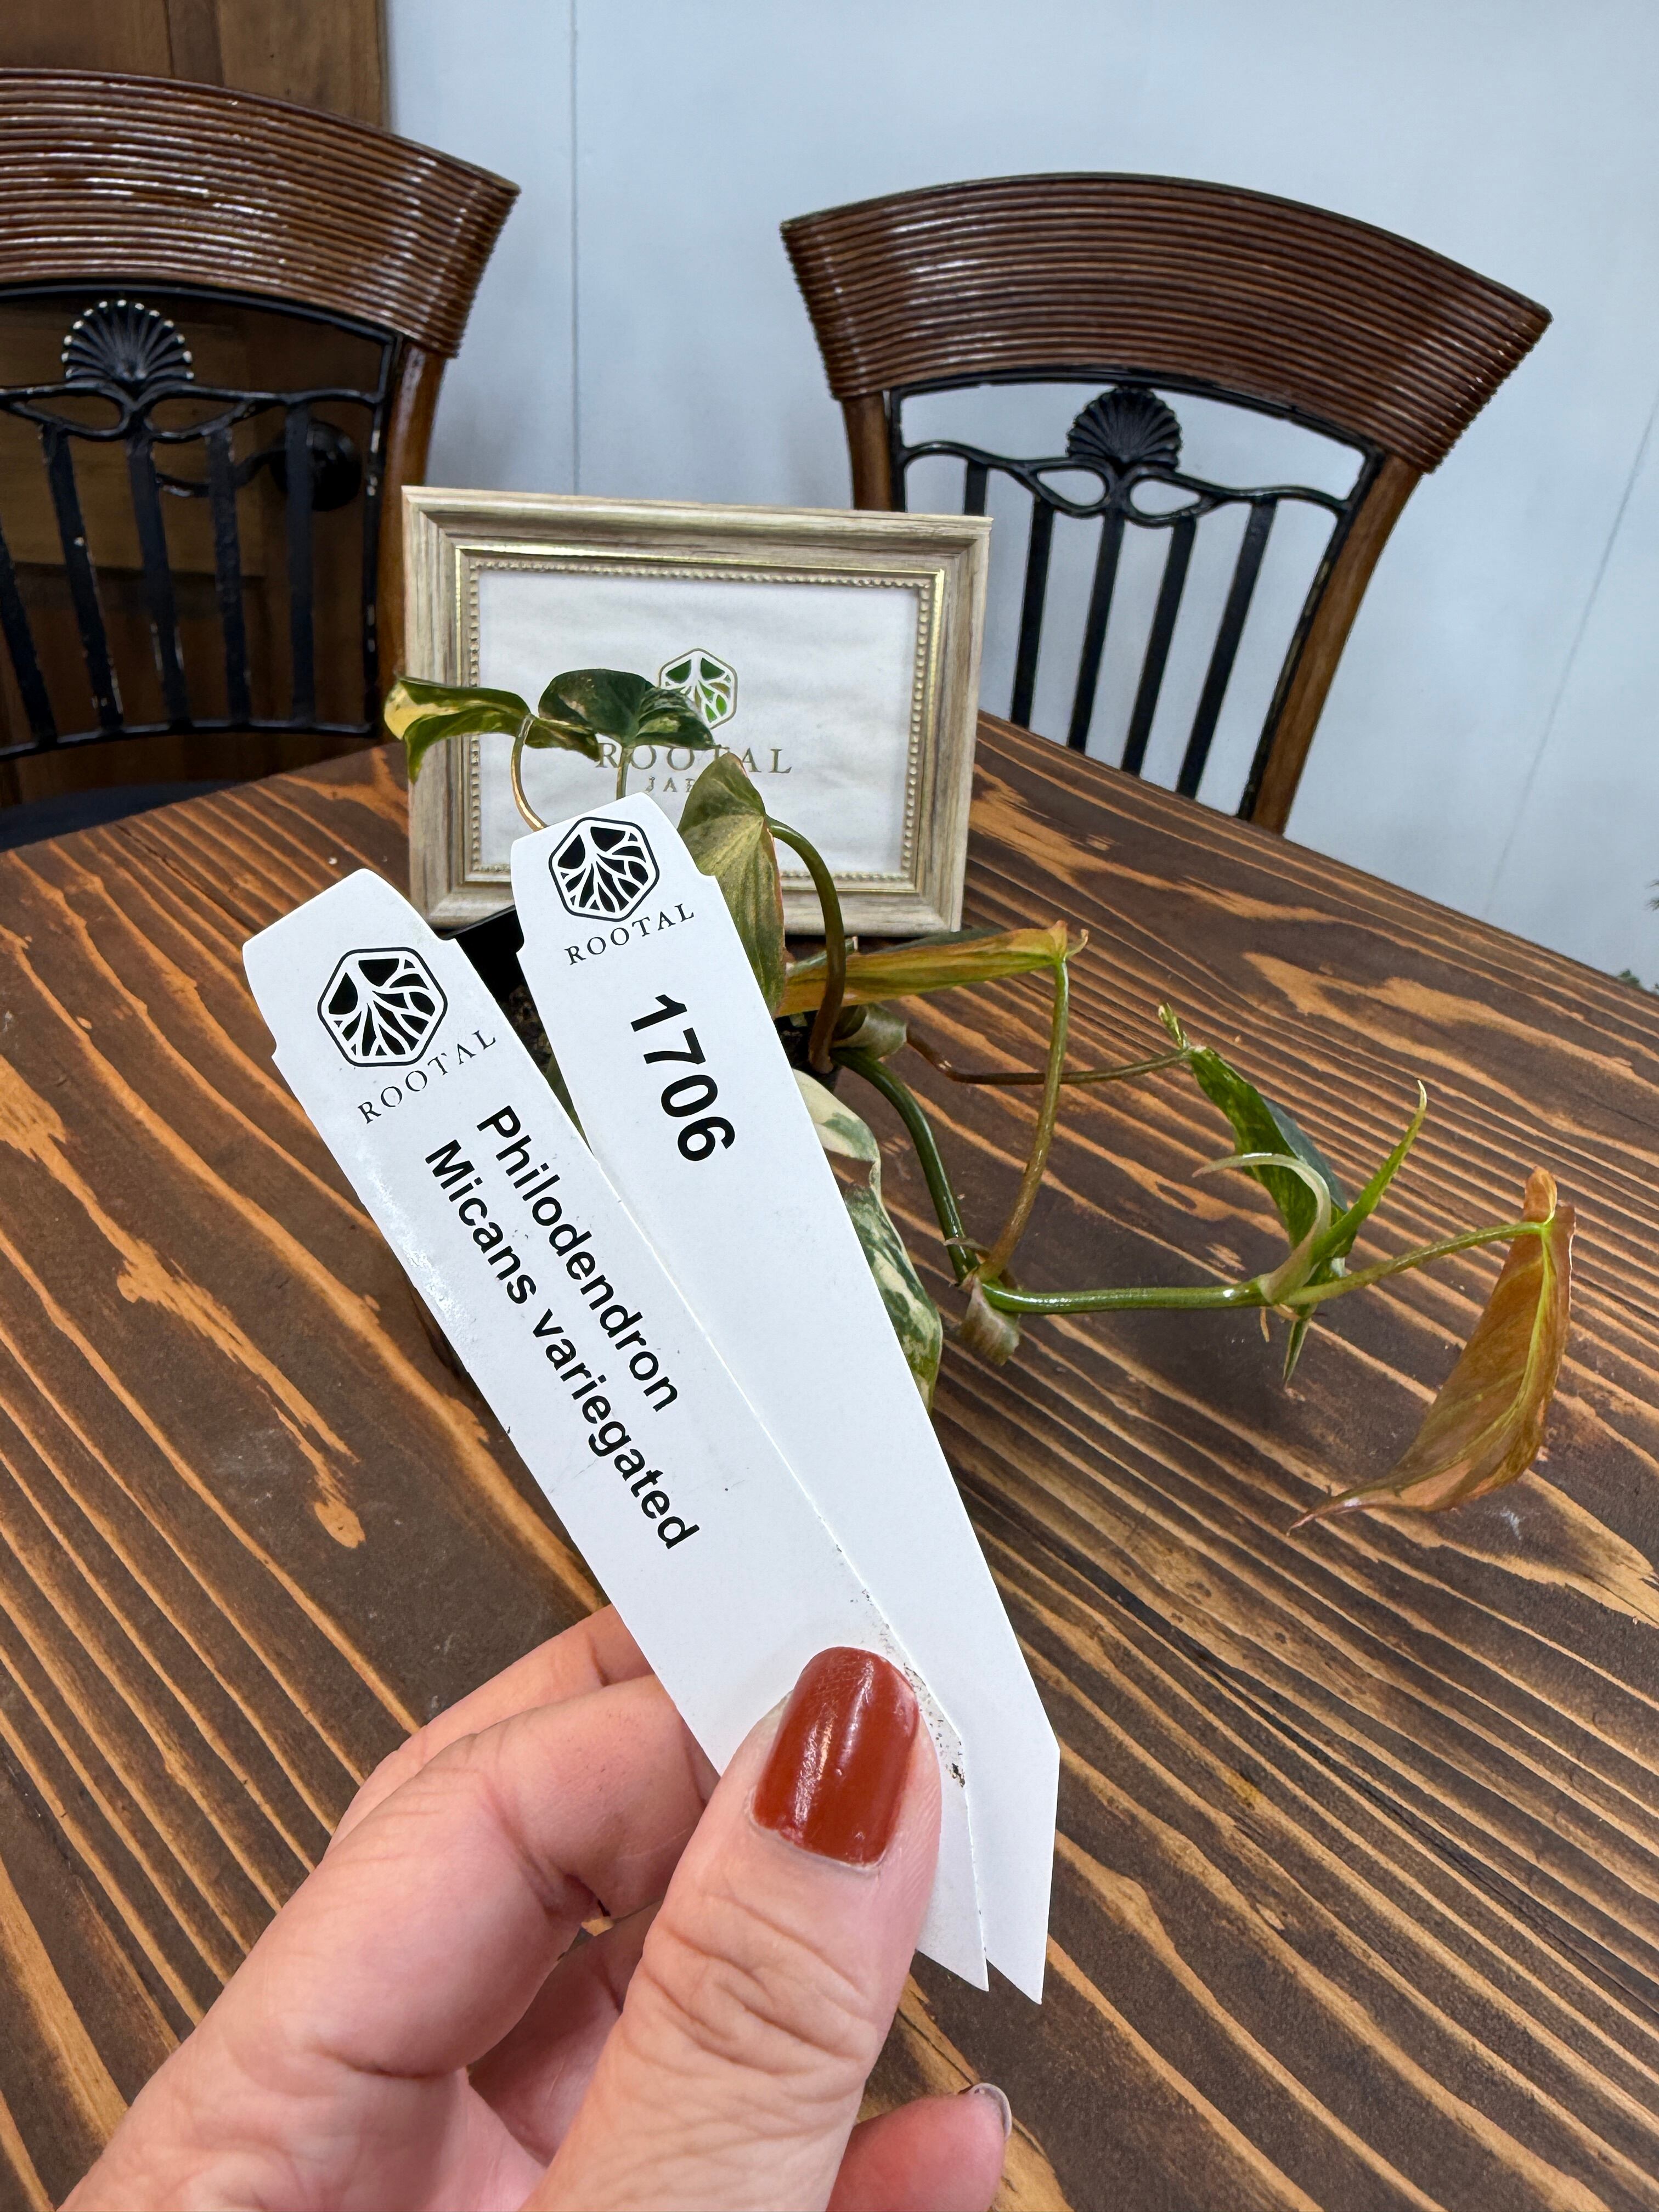 ROOTAL
ROOTAL
Philodendron
Micans variegated
ROOTAL
1706